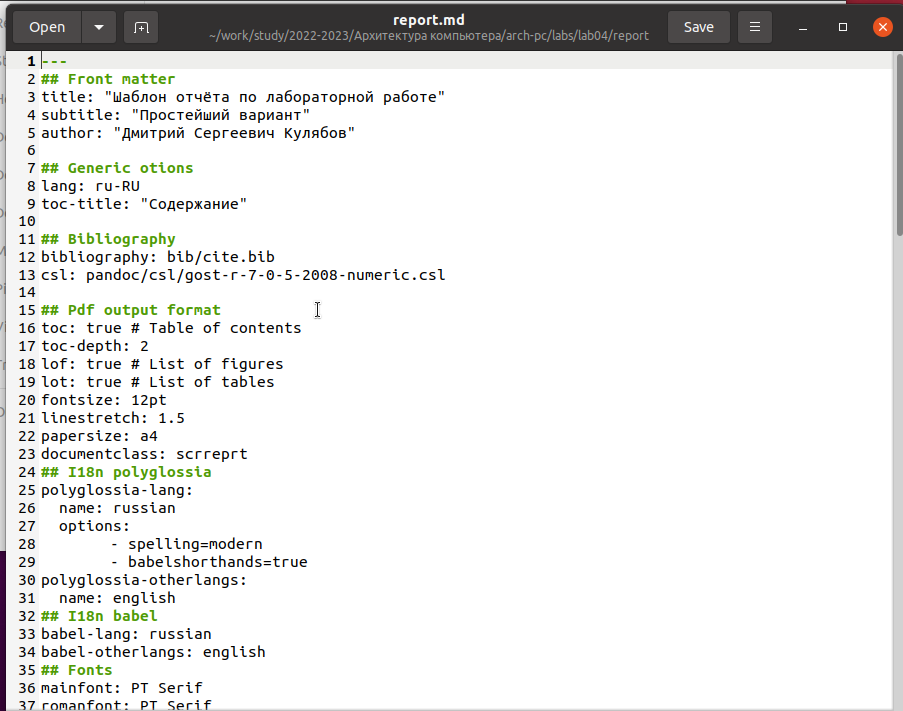 Open
report.md
~/work/study/2022-2023/Архитектура компьютера/arch-pc/labs/lab04/report
Save
1 ---
2 ## Front matter
3 title: "Шаблон отчёта по лабораторной работе"
4 subtitle: "Простейший вариант"
5 author: "Дмитрий Сергеевич Кулябов"
6
7 ## Generic otions
8 lang: ru-RU
9 toc-title: "Содержание"
10
11 ## Bibliography
12 bibliography: bib/cite.bib
13 csl: pandoc/csl/gost-r-7-0-5-2008-numeric.csl
14
15 ## Pdf output format
16 toc: true # Table of contents
17 toc-depth: 2
18 lof: true # List of figures
19 lot: true # List of tables
20 fontsize: 12pt
21 linestretch: 1.5
22 papersize: a4
23 documentclass: scrreprt
24 ## I18n polyglossia
25 polyglossia-lang:
26   name: russian
27   options:
28         - spelling=modern
29         - babelshorthands=true
30 polyglossia-otherlangs:
31   name: english
32 ## I18n babel
33 babel-lang: russian
34 babel-otherlangs: english
35 ## Fonts
36 mainfont: PT Serif
37 romanfont: PT Serif